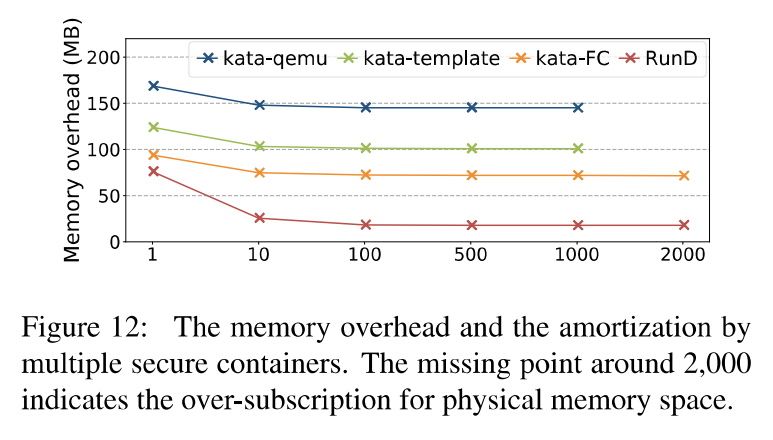 Memory overhead (MB)
200
150
100
50
0
kata-qemu kata-template kata-FC RunD
1 10 100 500 1000 2000
Figure 12: The memory overhead and the amortization by
multiple secure containers. The missing point around 2,000
indicates the over-subscription for physical memory space.